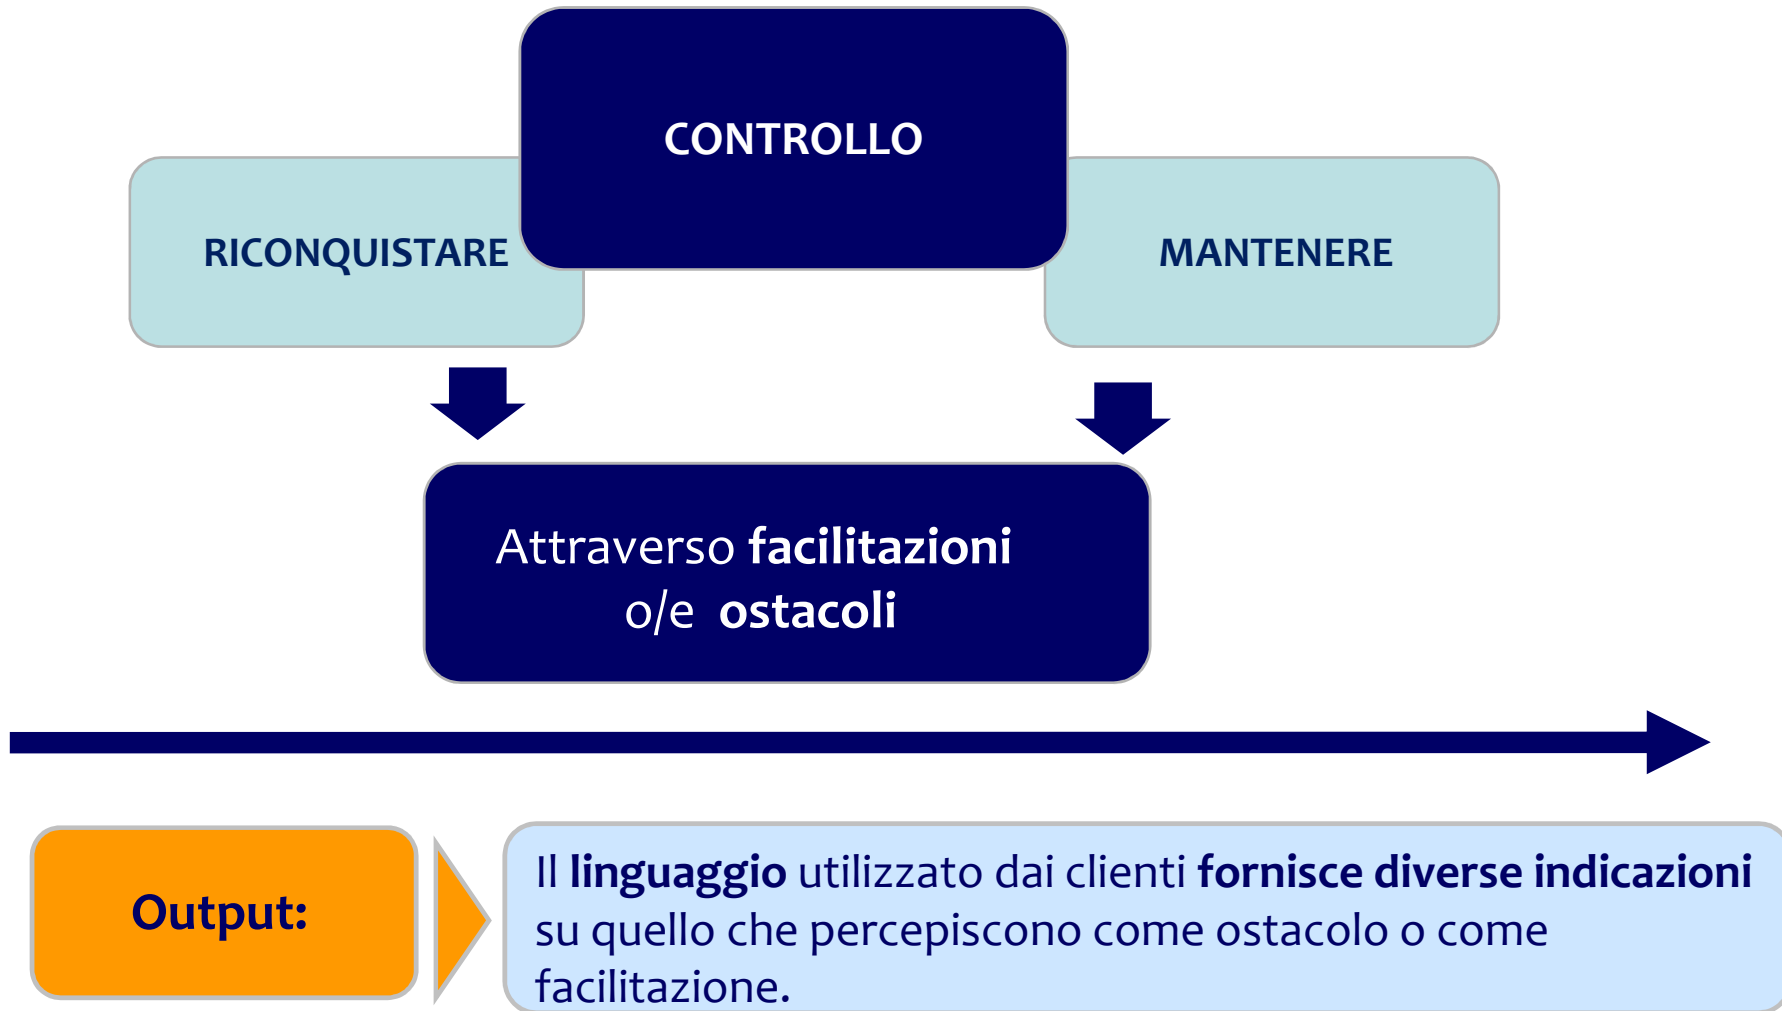 CONTROLLO
RICONQUISTARE
MANTENERE
Attraverso facilitazioni
o/e ostacoli
Output:
Il linguaggio utilizzato dai clienti fornisce diverse indicazioni
su quello che percepiscono come ostacolo o come
facilitazione.